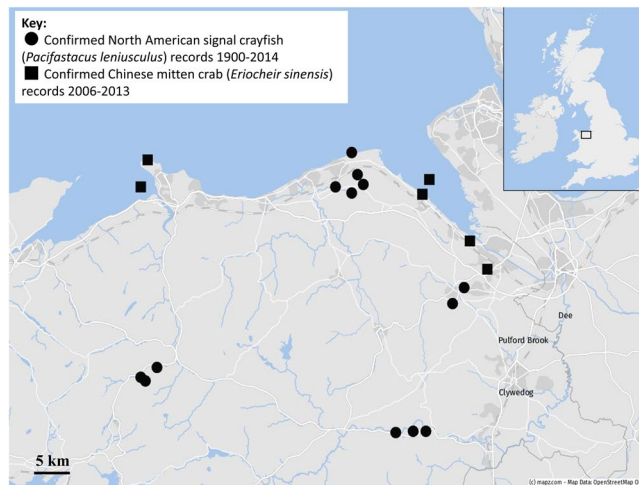 Key:
Confirmed North American signal crayfish
(Pacifastacus leniusculus) records 1900-2014
Confirmed Chinese mitten crab (Eriocheir sinensis)
records 2006-2013
Dee
Pulford Brook
Clywedog
5 km
(c) mapz.com - Map Data: OpenStreetMap O